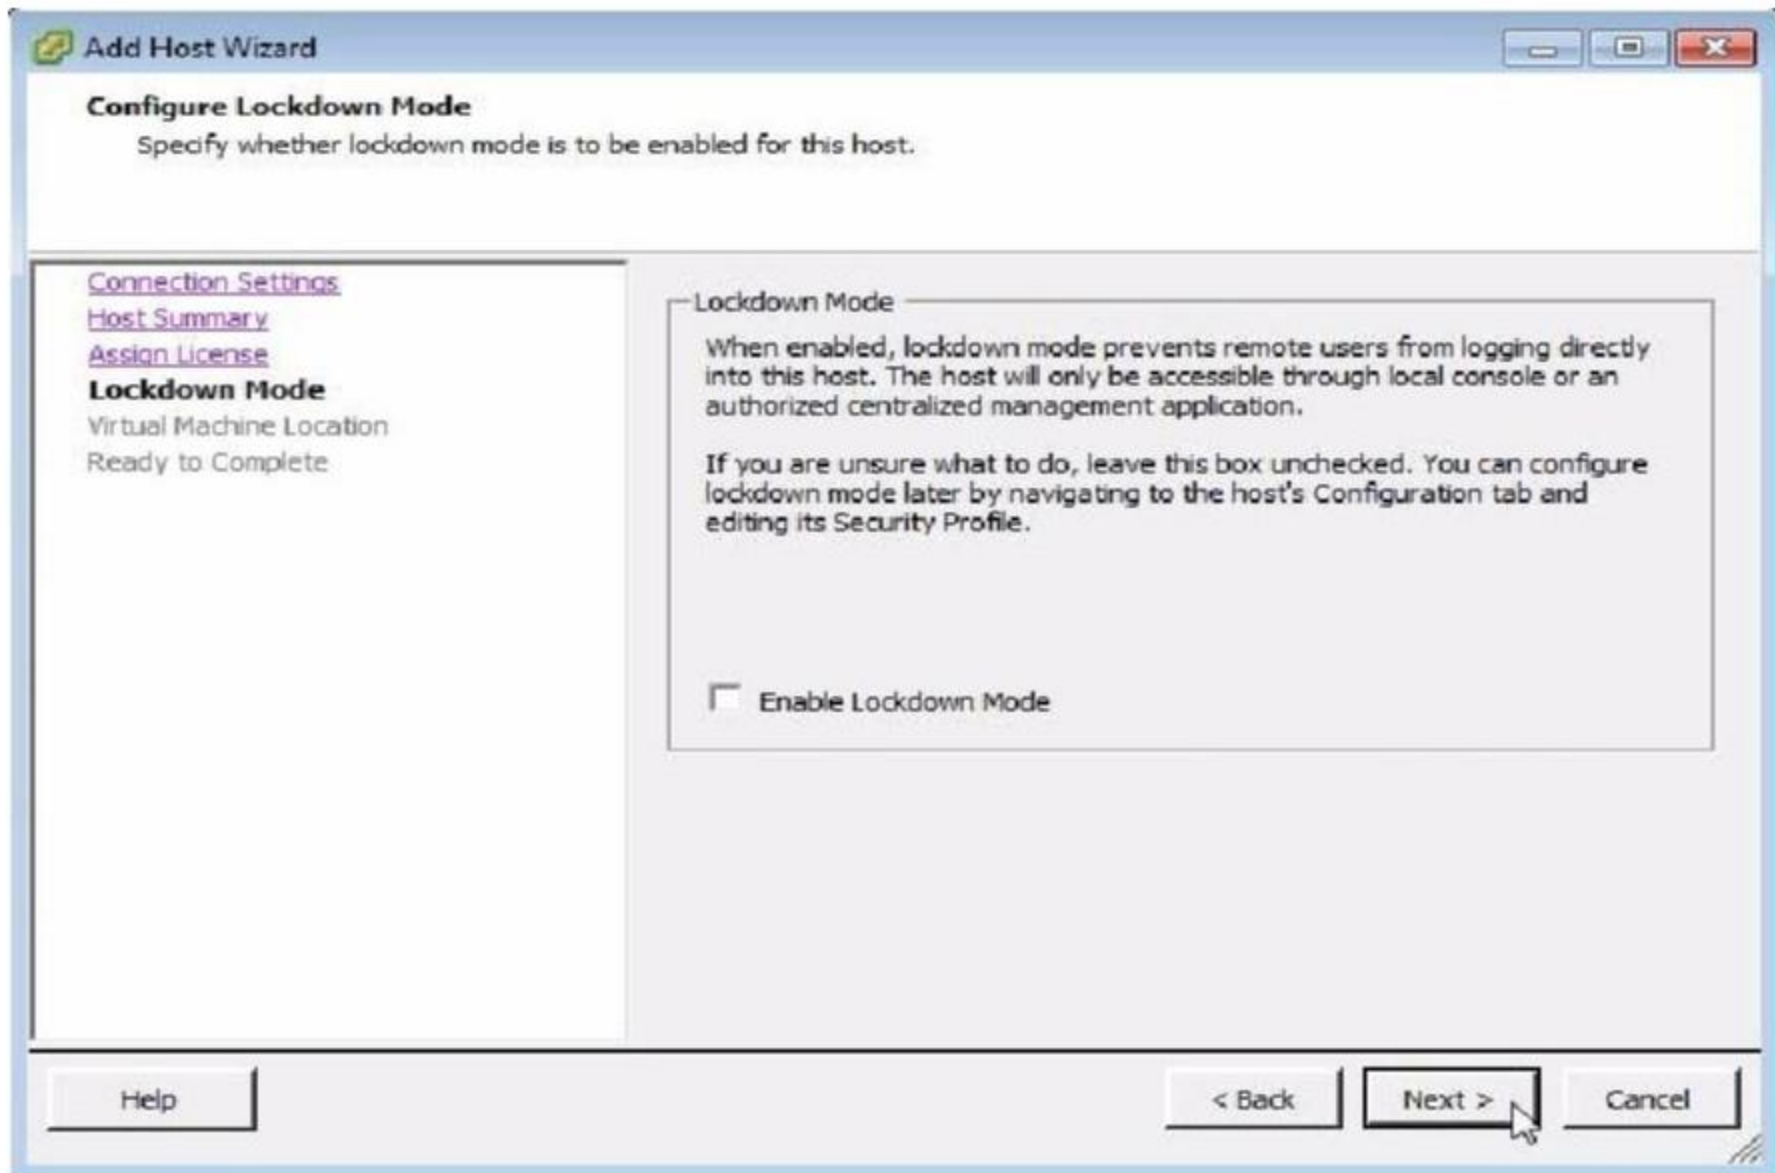 Add Host Wizard
Configure Lockdown Mode
Specify whether lockdown mode is to be enabled for this host.
Connection Settings
Host Summary
Assign License
Lockdown Mode
Virtual Machine Location
Ready to Complete
Lockdown Mode
When enabled, lockdown mode prevents remote users from logging directly
into this host. The host will only be accessible through local console or an
authorized centralized management application.
If you are unsure what to do, leave this box unchecked. You can configure
lockdown mode later by navigating to the host's Configuration tab and
editing its Security Profile.
Enable Lockdown Mode
Help
< Back
Next >
Cancel